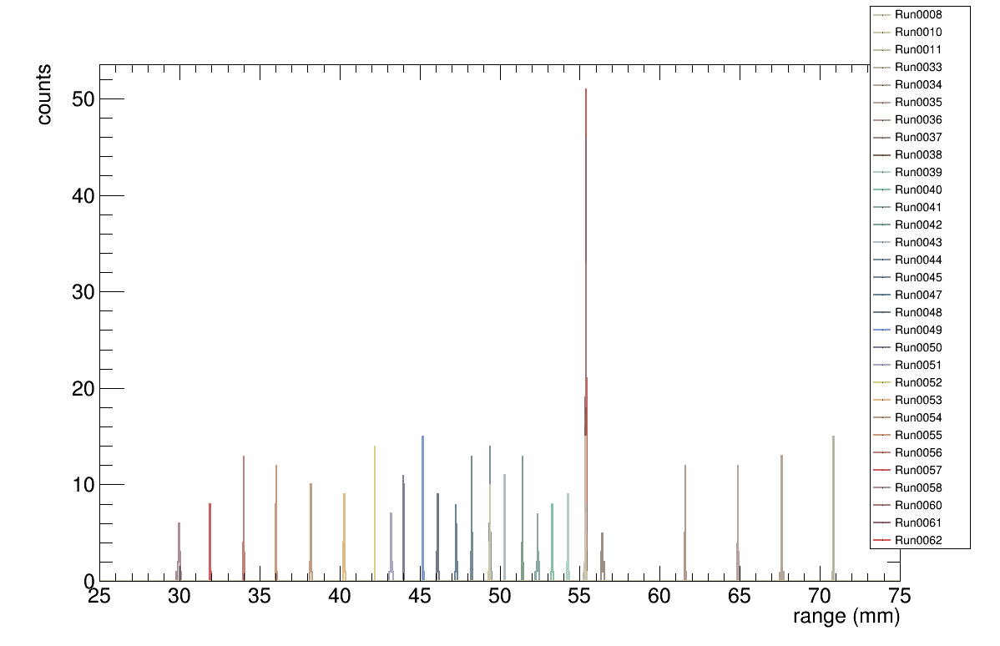 counts
50
40
30
20
10
0
25 30 35 40 45 50 55 60 65 70 75
range (mm)
Run0008
Run0010
Run0011
Run0033
Run0034
Run0035
Run0036
Run0037
Run0038
Run0039
Run0040
Run0041
Run0042
Run0043
Run0044
Run0045
Run0047
Run0048
Run0049
Run0050
Run0051
Run0052
Run0053
Run0054
Run0055
Run0056
Run0057
Run0058
Run0060
Run0061
Run0062